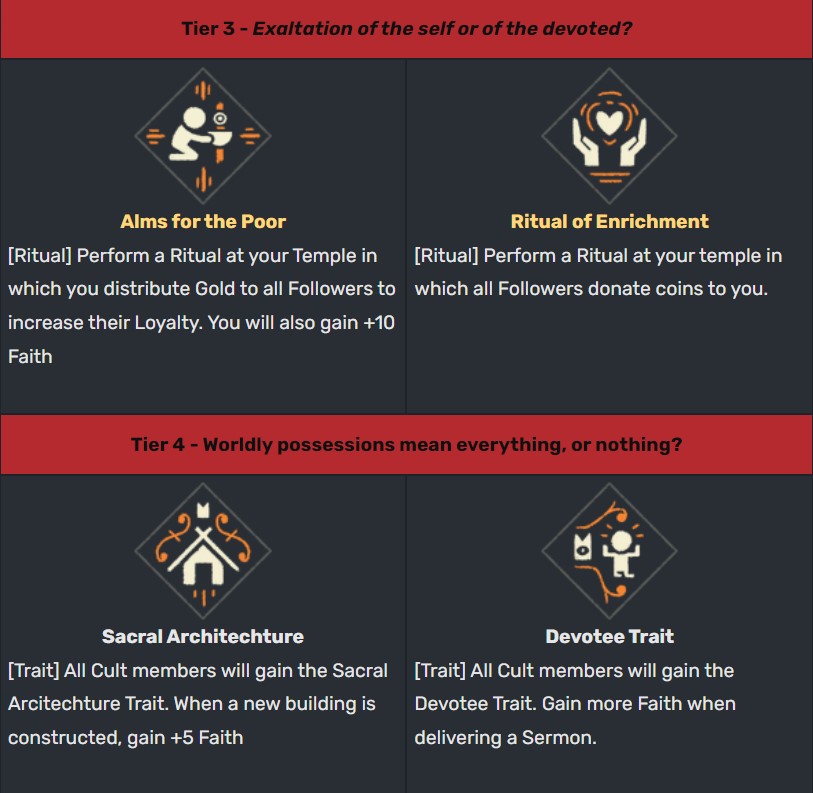 Tier 3 - Exaltation of the self or of the devoted?
Alms for the Poor
[Ritual] Perform a Ritual at your Temple in
which you distribute Gold to all Followers to
increase their Loyalty. You will also gain +10
Faith
Ritual of Enrichment
[Ritual] Perform a Ritual at your temple in
which all Followers donate coins to you.
Tier 4 - Worldly possessions mean everything, or nothing?
Sacral Architechture
[Trait] All Cult members will gain the Sacral
Arcitechture Trait. When a new building is
constructed, gain +5 Faith
Devotee Trait
[Trait] All Cult members will gain the
Devotee Trait. Gain more Faith when
delivering a Sermon.